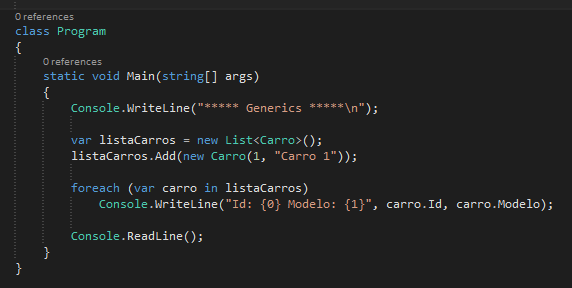 0 references
class Program
{
0 references
static void Main(string[] args)
{
Console.WriteLine("***** Generics *****\n");
var listaCarros = new List<Carro>();
listaCarros.Add(new Carro(1, "Carro 1"));
foreach (var carro in listaCarros)
Console.WriteLine("Id: {0} Modelo: {1}", carro.Id, carro.Modelo);
Console.ReadLine();
}
}